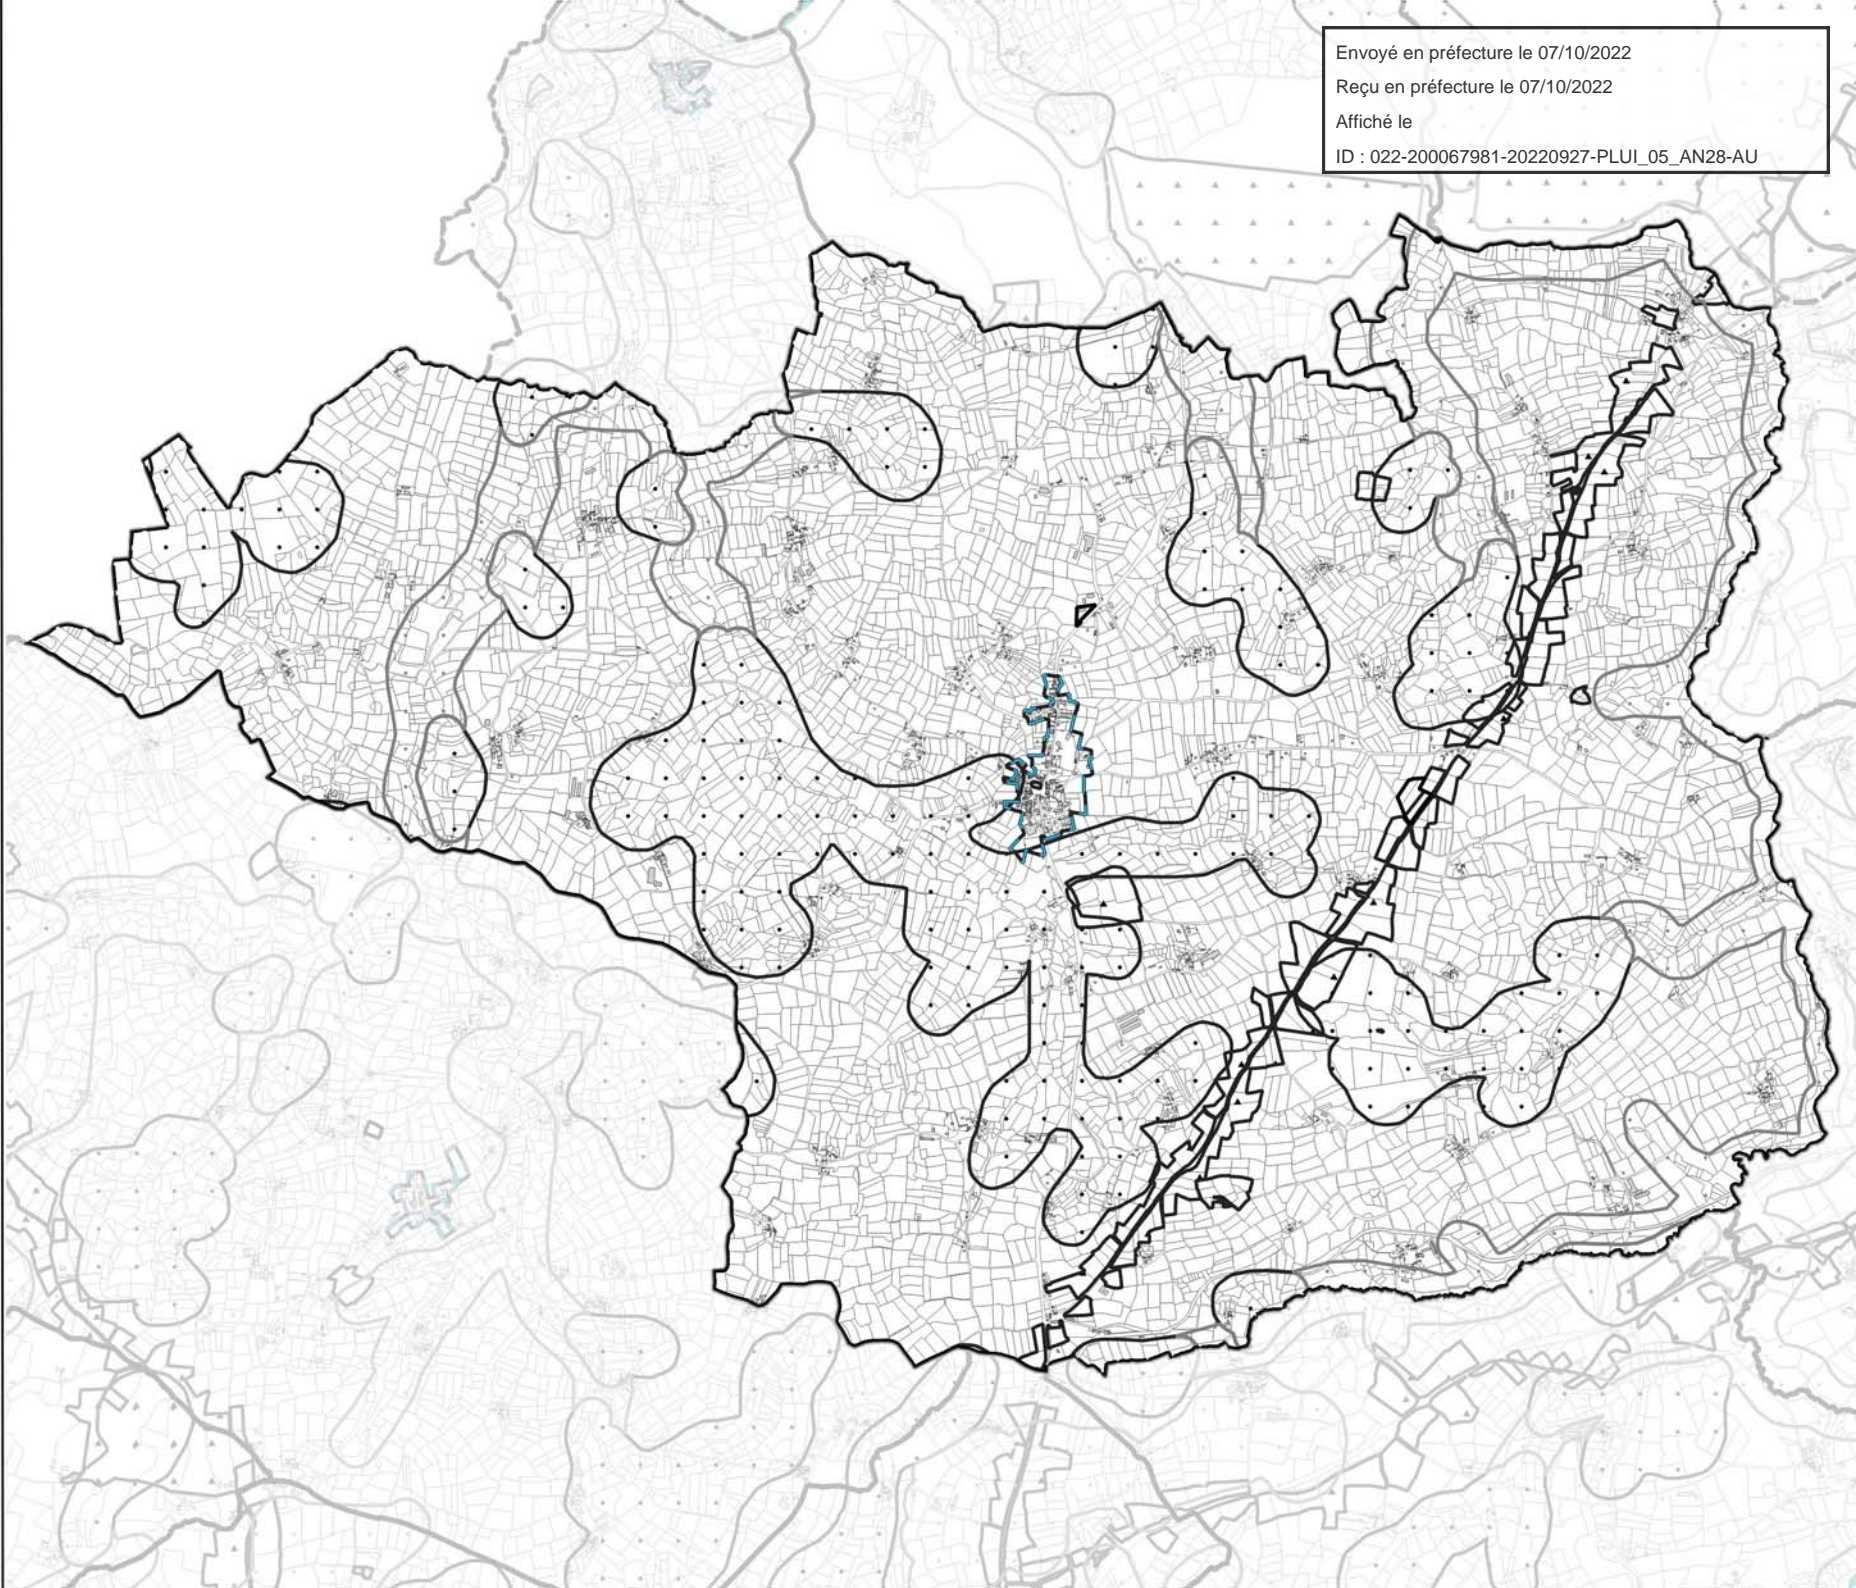 Envoyé en préfecture le 07/10/2022
Reçu en préfecture le 07/10/2022
Affiché le
ID : 022-200067981-20220927-PLUI_05_AN28-AU